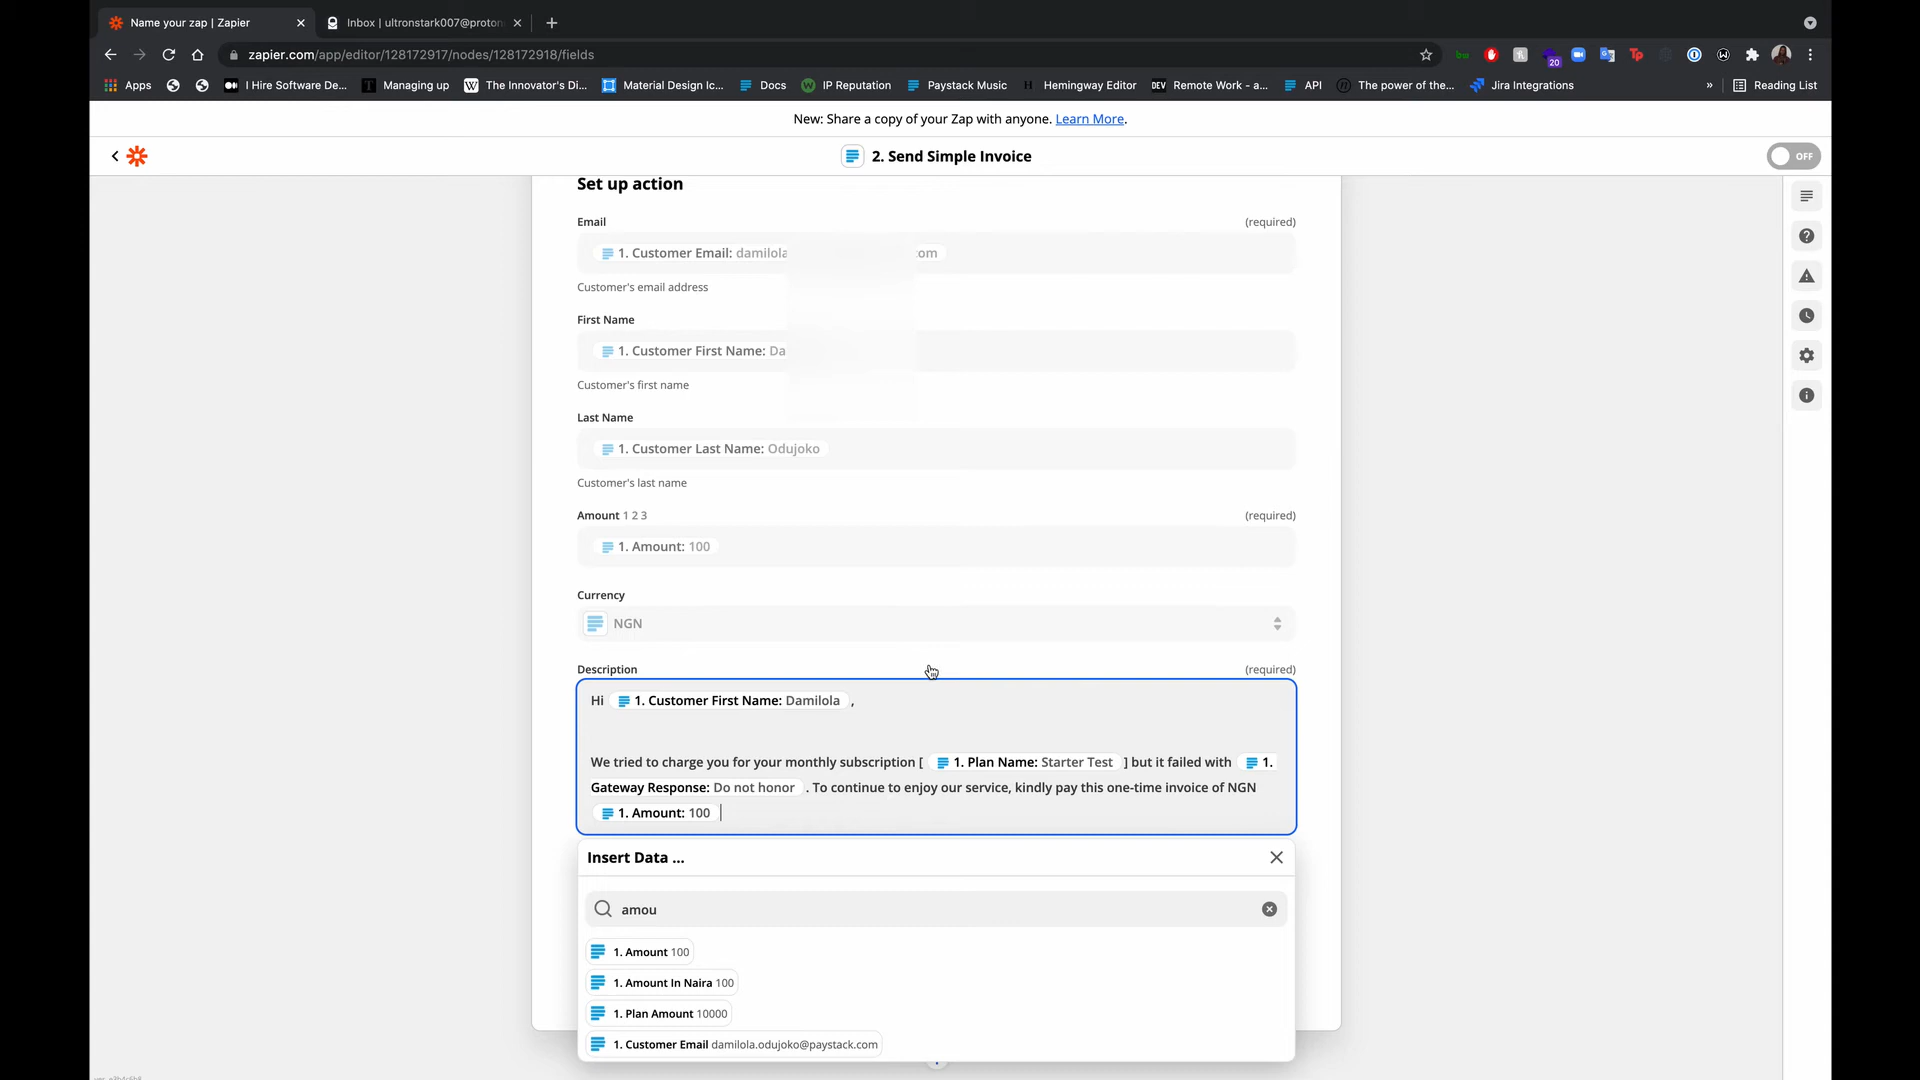 Name your zap | Zapier
Inbox | ultronstark007@proton
zapier.com/app/editor/128172917/nodes/128172918/fields
20
Apps
I Hire Software De...
Managing up
The Innovator's Di...
Material Design Ic...
Docs
IP Reputation
Paystack Music
Hemingway Editor
DEV Remote Work - a...
API
The power of the...
Jira Integrations
»
Reading List
New: Share a copy of your Zap with anyone. Learn More.
2. Send Simple Invoice
OFF
Set up action
Email (required)
1. Customer Email: damilola com
Customer's email address
First Name
1. Customer First Name: Da
Customer's first name
Last Name
1. Customer Last Name: Odujoko
Customer's last name
Amount 1 2 3 (required)
1. Amount: 100
Currency
NGN
Description (required)
Hi 1. Customer First Name: Damilola ,
We tried to charge you for your monthly subscription [ 1. Plan Name: Starter Test ] but it failed with 1.
Gateway Response: Do not honor . To continue to enjoy our service, kindly pay this one-time invoice of NGN
1. Amount: 100
Insert Data ...
amou
1. Amount 100
1. Amount In Naira 100
1. Plan Amount 10000
1. Customer Email damilola.odujoko@paystack.com